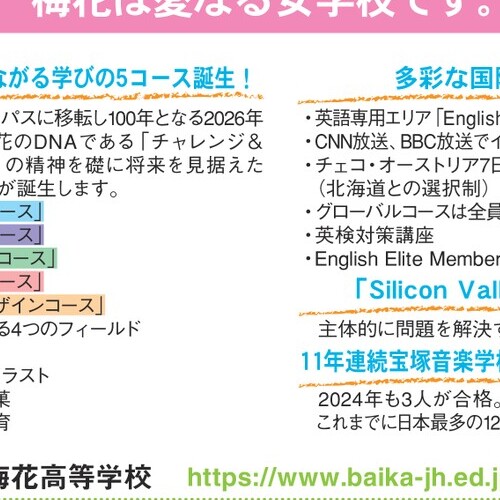 梅花は愛なる女学校です。
ながる学びの5コース誕生！
パスに移転し100年となる2026年
花のDNAである「チャレンジ＆
」の精神を礎に将来を見据えた
が誕生します。
ース」
ース」
コース」
ース」
ザインコース」
る4つのフィールド
ラスト
菓
育
多彩な国際
・英語専用エリア「English
・CNN放送、BBC放送でイ
・チェコ・オーストリア7日
（北海道との選択制）
・グローバルコースは全員
・英検対策講座
・English Elite Member
「Silicon Vall
主体的に問題を解決す
11年連続宝塚音楽学校
2024年も3人が合格。
これまでに日本最多の12
梅花高等学校 https://www.baika-jh.ed.j